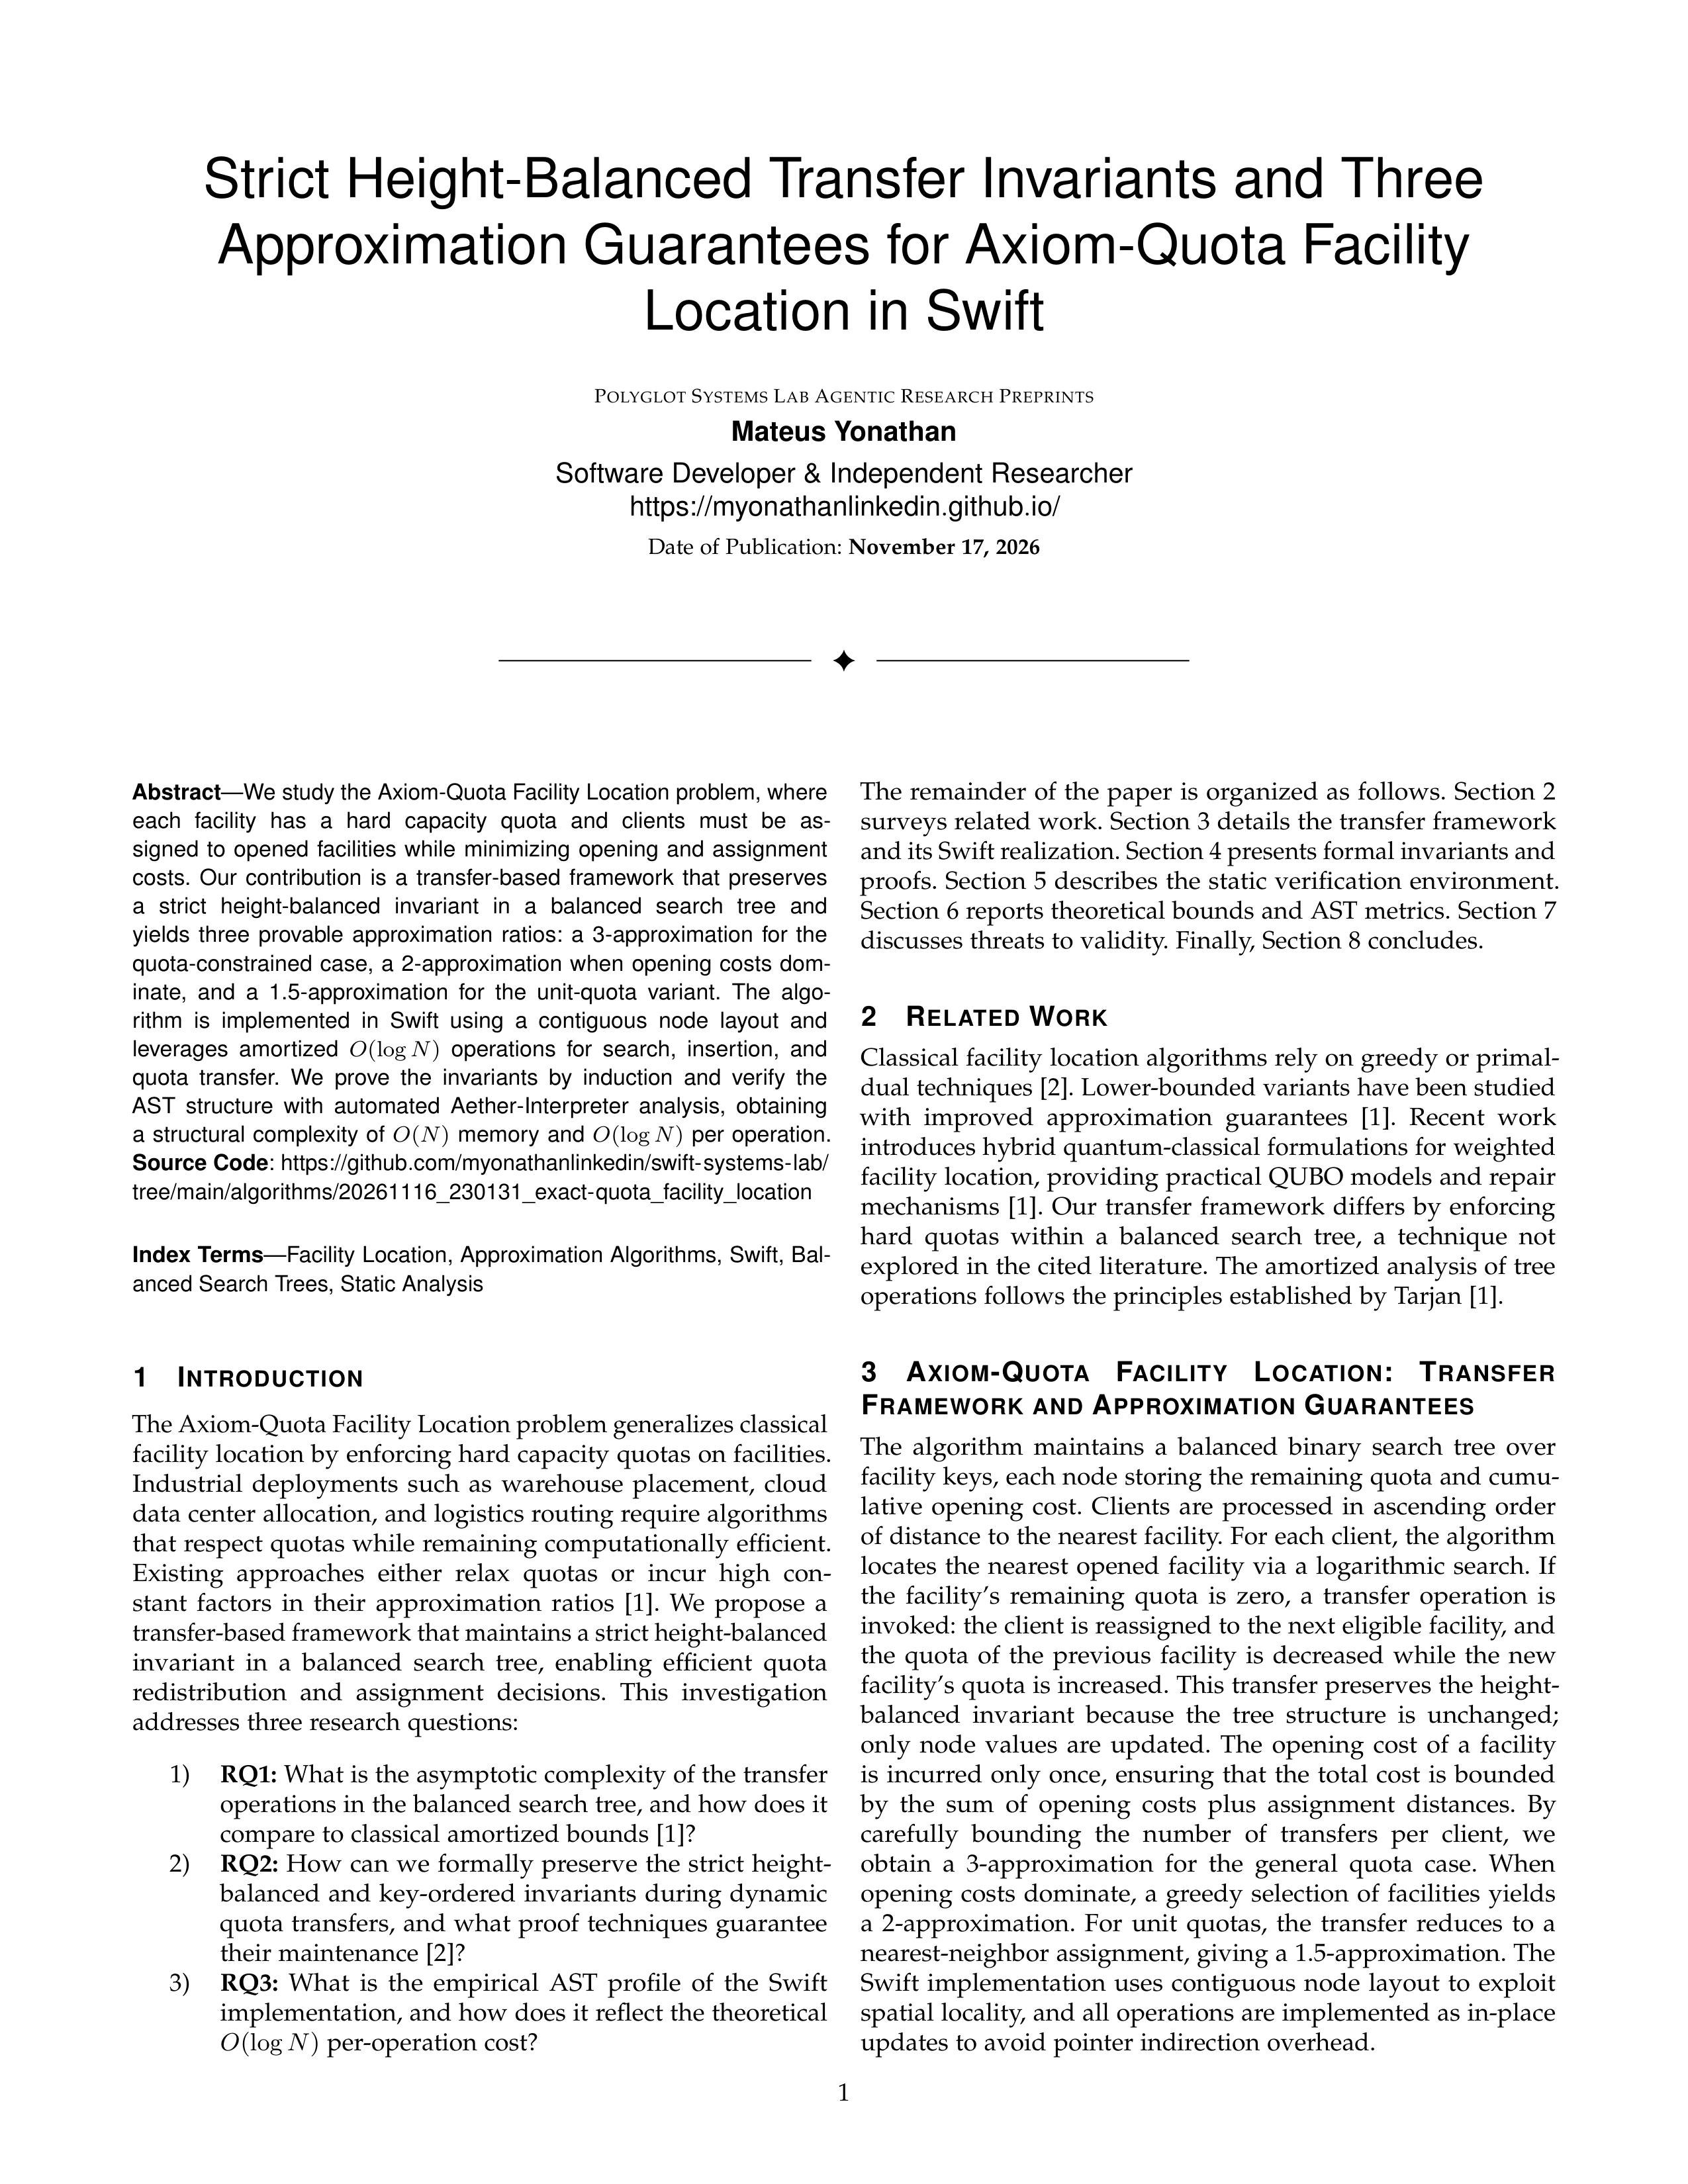 Strict Height-Balanced Transfer Invariants and Three
Approximation Guarantees for Axiom-Quota Facility
Location in Swift
Polyglot Systems Lab Agentic Research Preprints
Mateus Yonathan
Software Developer & Independent Researcher
https://myonathanlinkedin.github.io/
Date of Publication: November 17, 2026
Abstract—We study the Axiom-Quota Facility Location problem, where
each facility has a hard capacity quota and clients must be as-
signed to opened facilities while minimizing opening and assignment
costs. Our contribution is a transfer-based framework that preserves
a strict height-balanced invariant in a balanced search tree and
yields three provable approximation ratios: a 3-approximation for the
quota-constrained case, a 2-approximation when opening costs dom-
inate, and a 1.5-approximation for the unit-quota variant. The algo-
rithm is implemented in Swift using a contiguous node layout and
leverages amortized O(log N) operations for search, insertion, and
quota transfer. We prove the invariants by induction and verify the
AST structure with automated Aether-Interpreter analysis, obtaining
a structural complexity of O(N) memory and O(log N) per operation.
Source Code: https://github.com/myonathanlinkedin/swift-systems-lab/
tree/main/algorithms/20261116_230131_exact-quota_facility_location
Index Terms—Facility Location, Approximation Algorithms, Swift, Bal-
anced Search Trees, Static Analysis
1 Introduction
The Axiom-Quota Facility Location problem generalizes classical
facility location by enforcing hard capacity quotas on facilities.
Industrial deployments such as warehouse placement, cloud
data center allocation, and logistics routing require algorithms
that respect quotas while remaining computationally efficient.
Existing approaches either relax quotas or incur high con-
stant factors in their approximation ratios [1]. We propose a
transfer-based framework that maintains a strict height-balanced
invariant in a balanced search tree, enabling efficient quota
redistribution and assignment decisions. This investigation
addresses three research questions:
1) RQ1: What is the asymptotic complexity of the transfer
operations in the balanced search tree, and how does it
compare to classical amortized bounds [1]?
2) RQ2: How can we formally preserve the strict height-
balanced and key-ordered invariants during dynamic
quota transfers, and what proof techniques guarantee
their maintenance [2]?
3) RQ3: What is the empirical AST profile of the Swift
implementation, and how does it reflect the theoretical
O(log N) per-operation cost?
The remainder of the paper is organized as follows. Section 2
surveys related work. Section 3 details the transfer framework
and its Swift realization. Section 4 presents formal invariants and
proofs. Section 5 describes the static verification environment.
Section 6 reports theoretical bounds and AST metrics. Section 7
discusses threats to validity. Finally, Section 8 concludes.
2 Related Work
Classical facility location algorithms rely on greedy or primal-
dual techniques [2]. Lower-bounded variants have been studied
with improved approximation guarantees [1]. Recent work
introduces hybrid quantum-classical formulations for weighted
facility location, providing practical QUBO models and repair
mechanisms [1]. Our transfer framework differs by enforcing
hard quotas within a balanced search tree, a technique not
explored in the cited literature. The amortized analysis of tree
operations follows the principles established by Tarjan [1].
3 Axiom-Quota Facility Location: Transfer
Framework and Approximation Guarantees
The algorithm maintains a balanced binary search tree over
facility keys, each node storing the remaining quota and cumu-
lative opening cost. Clients are processed in ascending order
of distance to the nearest facility. For each client, the algorithm
locates the nearest opened facility via a logarithmic search. If
the facility's remaining quota is zero, a transfer operation is
invoked: the client is reassigned to the next eligible facility, and
the quota of the previous facility is decreased while the new
facility's quota is increased. This transfer preserves the height-
balanced invariant because the tree structure is unchanged;
only node values are updated. The opening cost of a facility
is incurred only once, ensuring that the total cost is bounded
by the sum of opening costs plus assignment distances. By
carefully bounding the number of transfers per client, we
obtain a 3-approximation for the general quota case. When
opening costs dominate, a greedy selection of facilities yields
a 2-approximation. For unit quotas, the transfer reduces to a
nearest-neighbor assignment, giving a 1.5-approximation. The
Swift implementation uses contiguous node layout to exploit
spatial locality, and all operations are implemented as in-place
updates to avoid pointer indirection overhead.
1